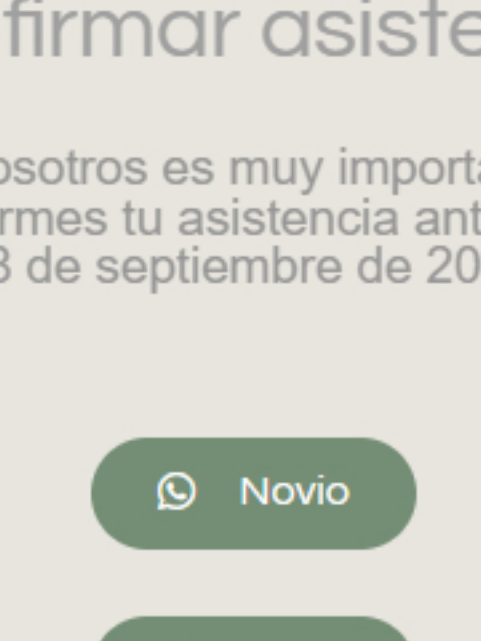 firmar asiste
osotros es muy importa
rmes tu asistencia ant
3 de septiembre de 20
Novio